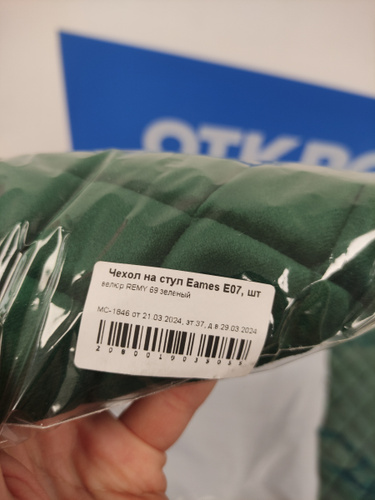 ОТКРО
Чехол на стул Eames E07, шт
велюр REMY 69 зеленый
МС-1846 от 21.03.2024, эт 37, д в 29.03.2024